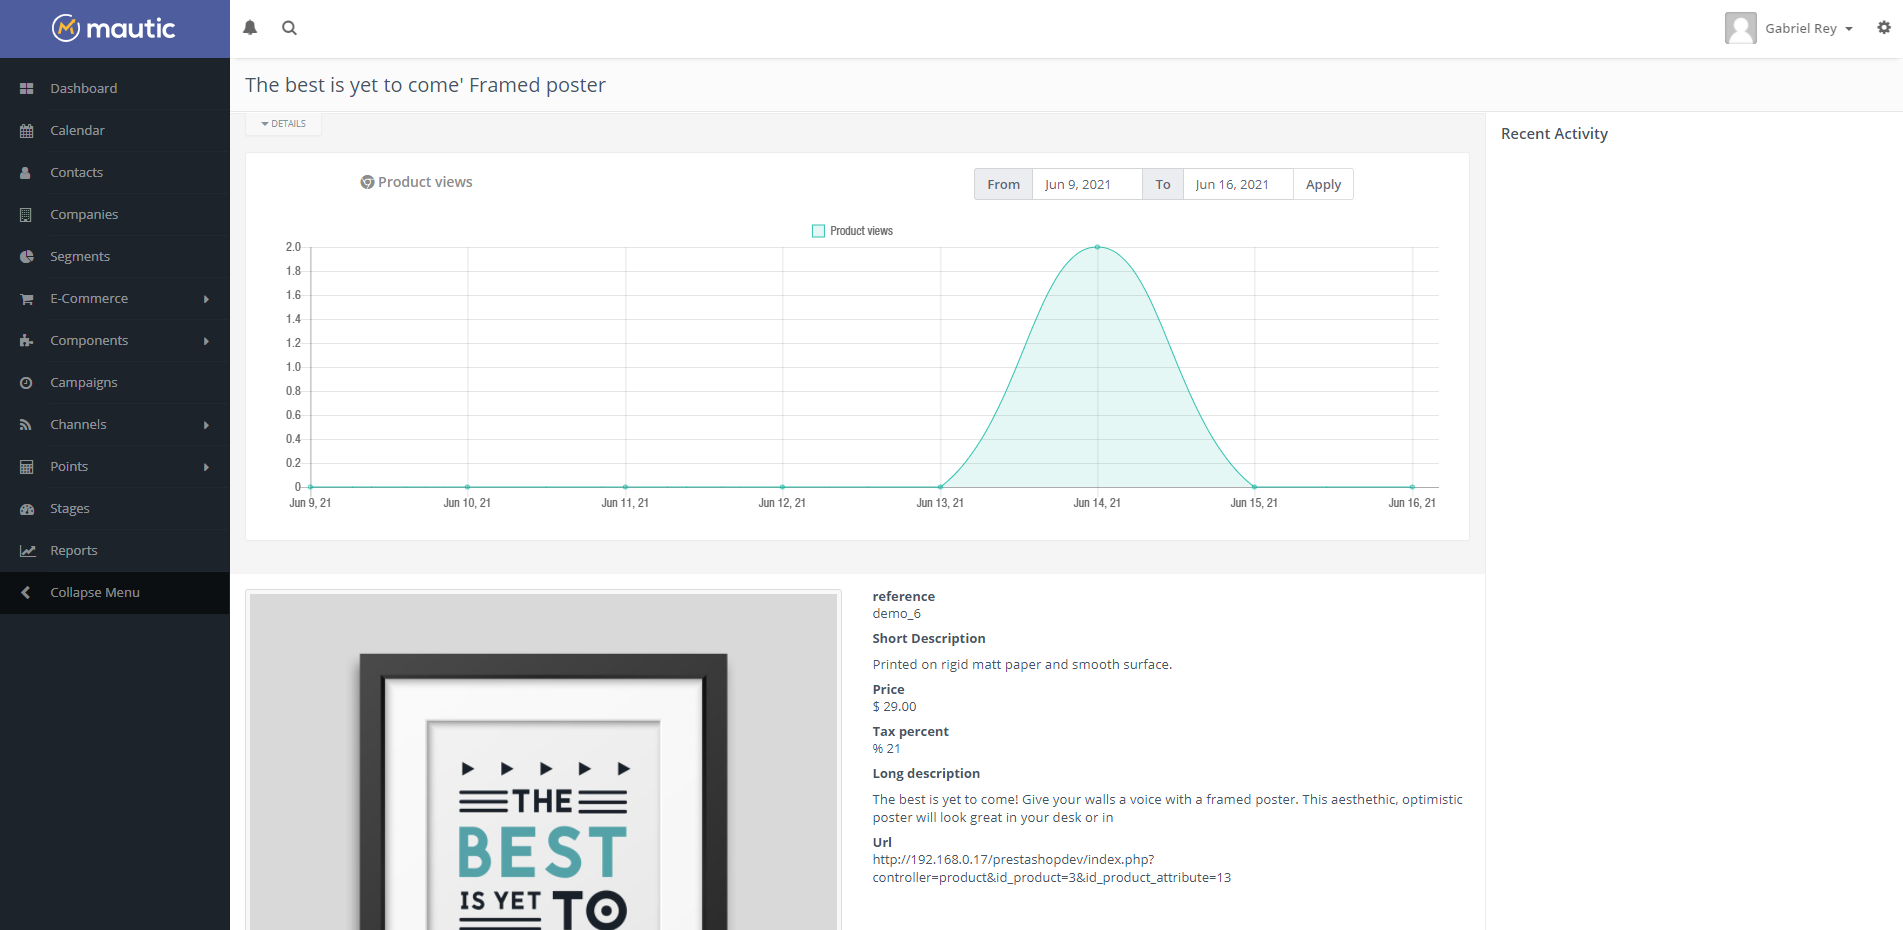 mautic
Gabriel Rey
Dashboard
Calendar
Contacts
Companies
Segments
E-Commerce
Components
Campaigns
Channels
Points
Stages
Reports
Collapse Menu
The best is yet to come' Framed poster
DETAILS
Recent Activity
Product views
From Jun 9, 2021 To Jun 16, 2021 Apply
Product views
2.0
1.8
1.6
1.4
1.2
1.0
0.8
0.6
0.4
0.2
0
Jun 9, 21 Jun 10, 21 Jun 11, 21 Jun 12, 21 Jun 13, 21 Jun 14, 21 Jun 15, 21 Jun 16, 21
THE
BEST
IS YET TO
reference
demo_6
Short Description
Printed on rigid matt paper and smooth surface.
Price
$ 29.00
Tax percent
% 21
Long description
The best is yet to come! Give your walls a voice with a framed poster. This aesthethic, optimistic
poster will look great in your desk or in
Url
http://192.168.0.17/prestashopdev/index.php?
controller=product&id_product=3&id_product_attribute=13